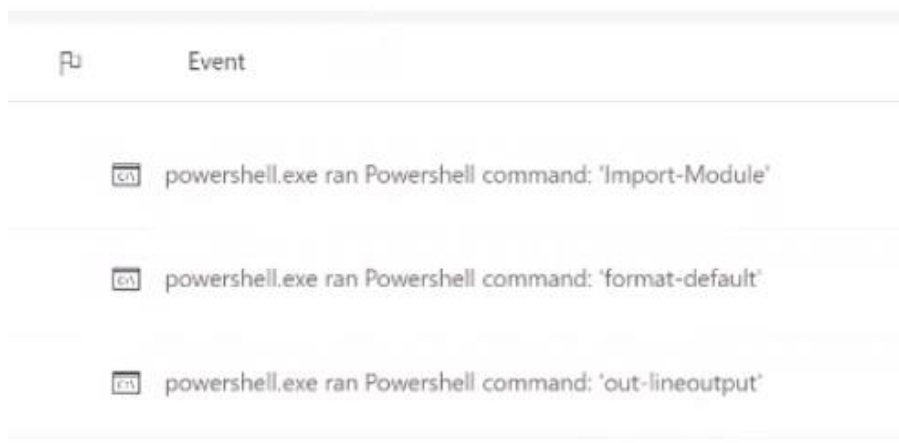 Event
powershell.exe ran Powershell command: 'Import-Module'
powershell.exe ran Powershell command: 'format-default'
powershell.exe ran Powershell command: 'out-lineoutput'